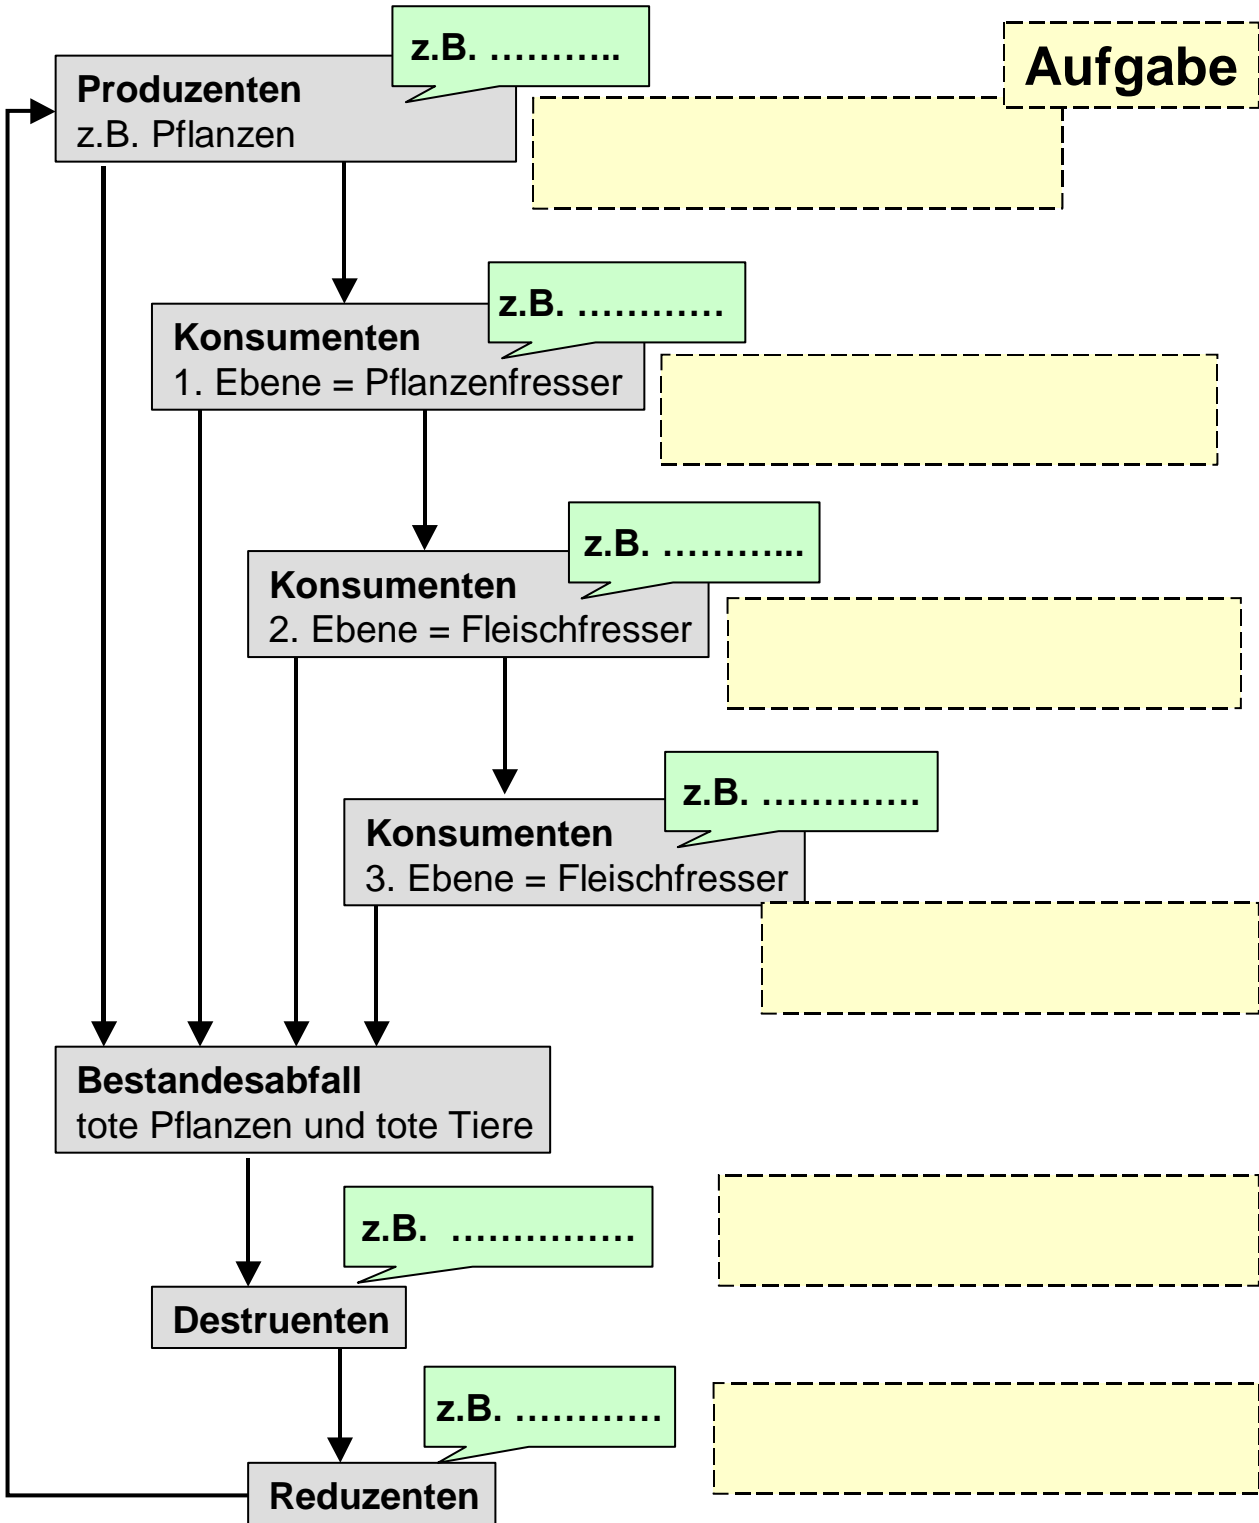 z.B. ………..
Aufgabe
Produzenten
z.B. Pflanzen
z.B. …………
Konsumenten
1. Ebene = Pflanzenfresser
z.B. ………...
Konsumenten
2. Ebene = Fleischfresser
z.B. ………….
Konsumenten
3. Ebene = Fleischfresser
Bestandesabfall
tote Pflanzen und tote Tiere
z.B. ……………
Destruenten
z.B. …………
Reduzenten